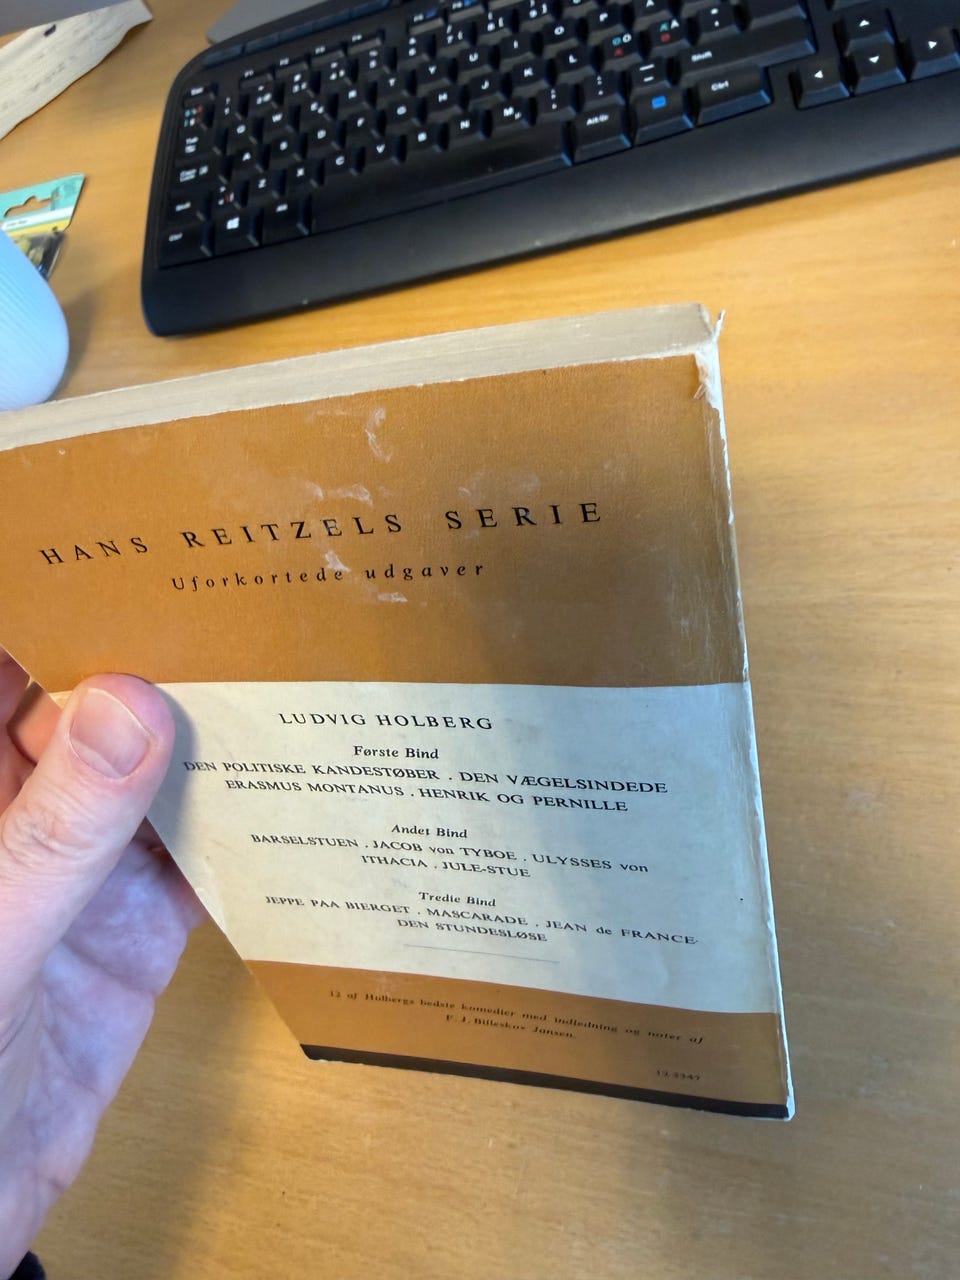 HANS REITZELS SERIE
Uforkortede udgaver
LUDVIG HOLBERG
Første Bind
DEN POLITISKE KANDESTØBER . DEN VÆGELSINDEDE
ERASMUS MONTANUS . HENRIK OG PERNILLE
Andet Bind
BARSELSTUEN . JACOB von TYBOE . ULYSSES von
ITHACIA . JULE-STUE
Tredie Bind
JEPPE PAA BIERGET . MASCARADE . JEAN de FRANCE
DEN STUNDESLØSE
12 af Holbergs bedste komedier med indledning og noter af
F. J. Billeskov Jansen.